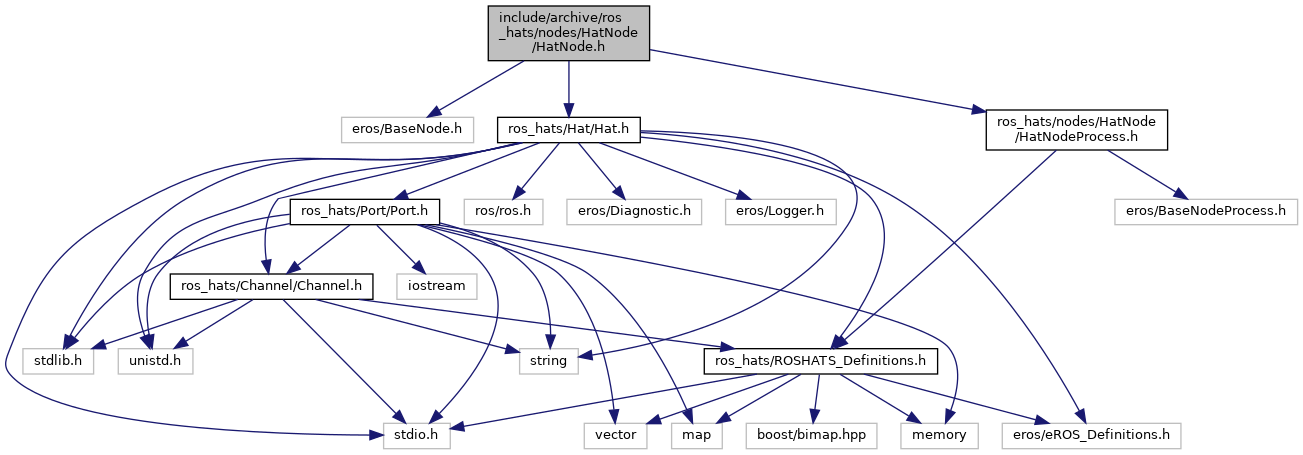 include/archive/ros
_hats/nodes/HatNode
/HatNode.h
eros/BaseNode.h
ros_hats/Hat/Hat.h
ros_hats/nodes/HatNode
/HatNodeProcess.h
ros_hats/Port/Port.h
ros/ros.h
eros/Diagnostic.h
eros/Logger.h
eros/BaseNodeProcess.h
ros_hats/Channel/Channel.h
iostream
stdlib.h
unistd.h
string
ros_hats/ROSHATS_Definitions.h
stdio.h
vector
map
boost/bimap.hpp
memory
eros/eROS_Definitions.h